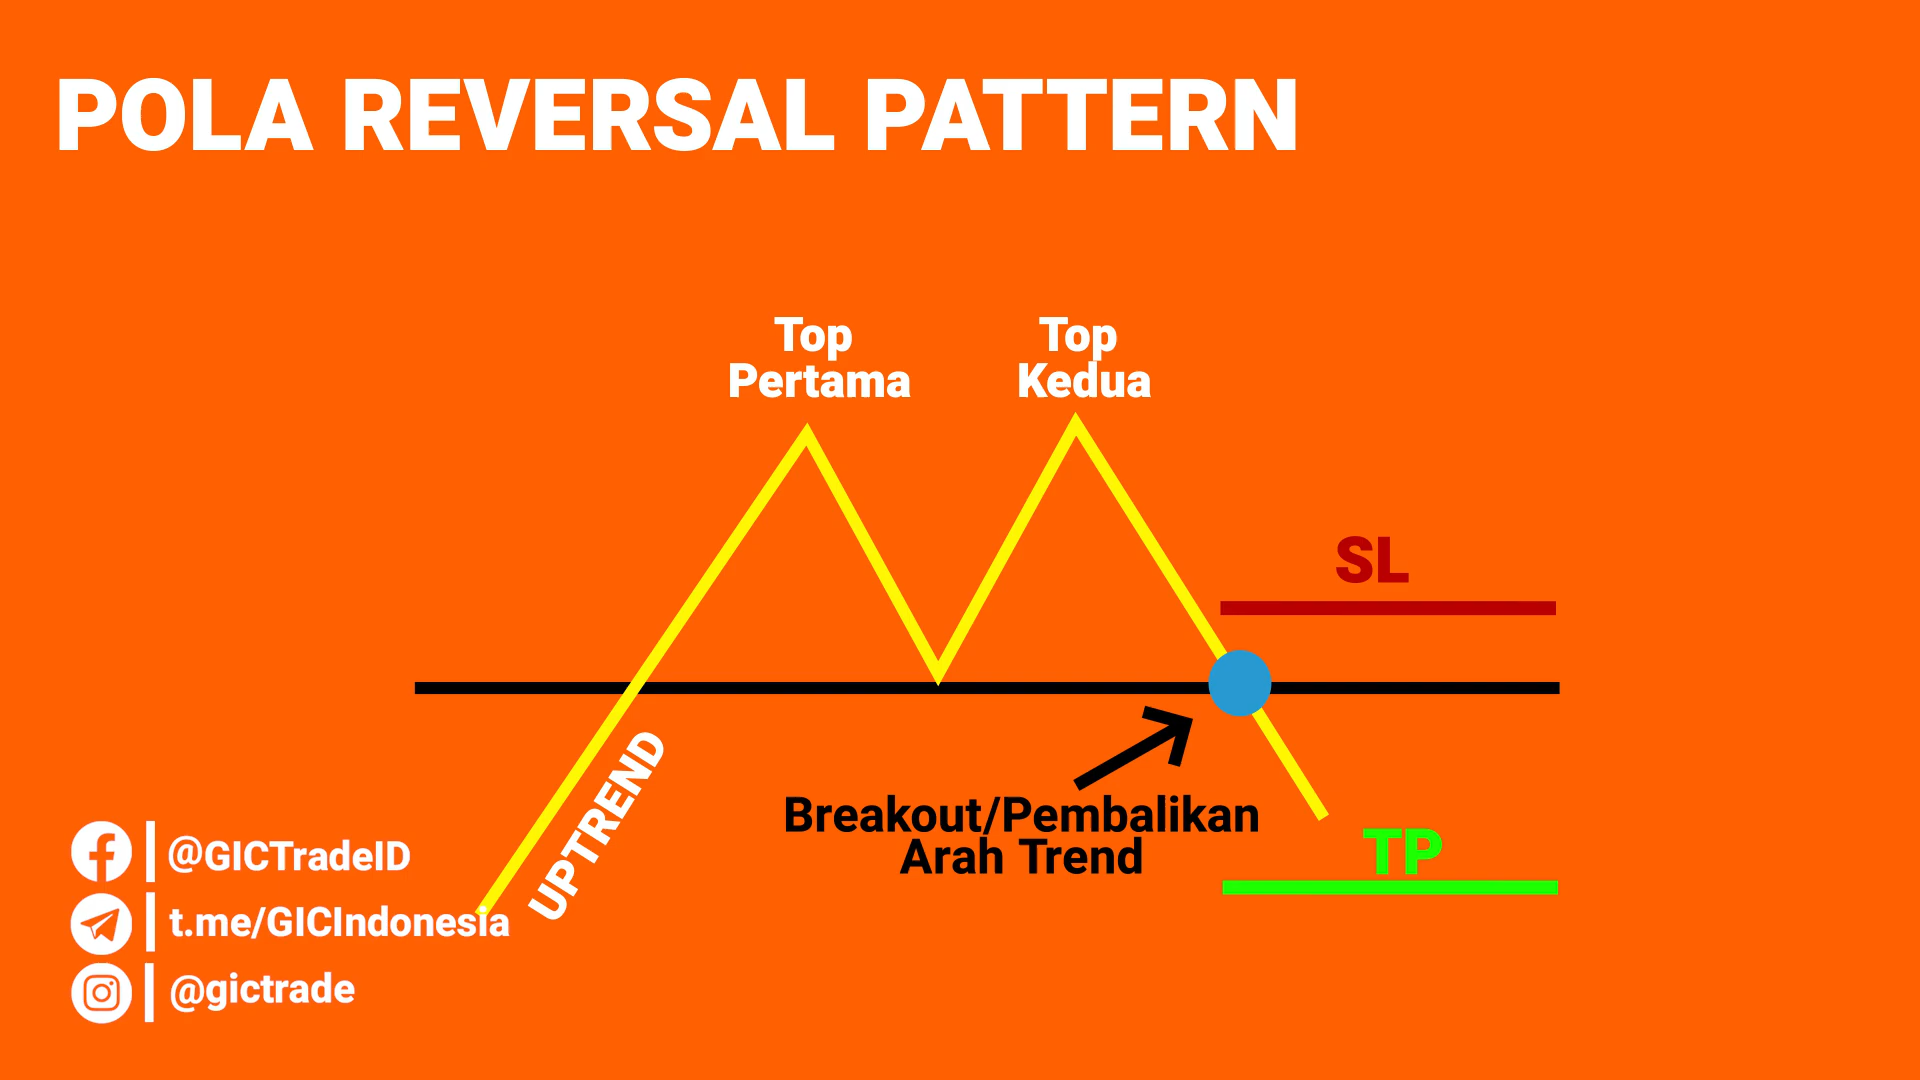 POLA REVERSAL PATTERN
Top
Pertama
Top
Kedua
SL
UPTREND
Breakout/Pembalikan
Arah Trend
TP
@GICTradeID
t.me/GICIndonesia
@gictrade